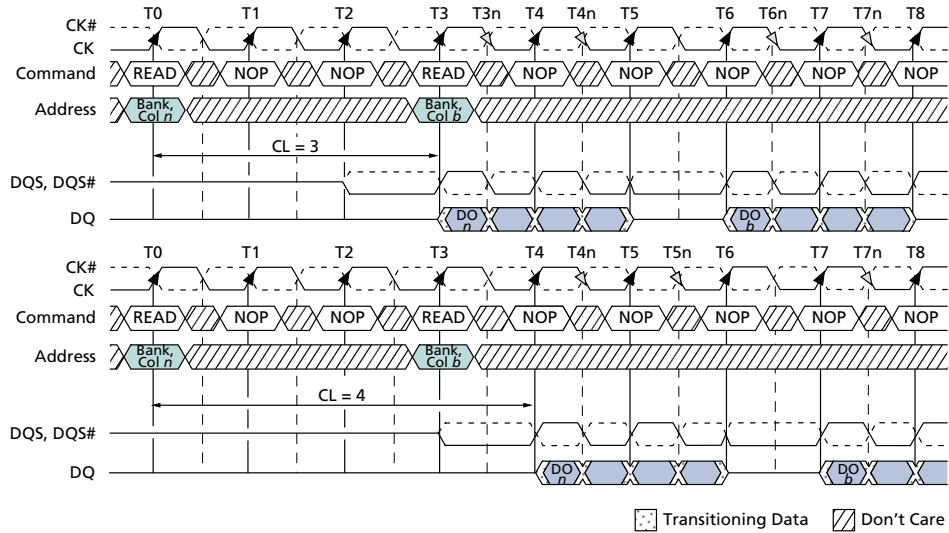 T0 T1 T2 T3 T3n T4 T4n T5 T6 T6n T7 T7n T8
CK#
CK
Command READ NOP NOP READ NOP NOP NOP NOP NOP
Address Bank, Col n Bank, Col b
CL = 3
DQS, DQS#
DQ DO n DO b
T0 T1 T2 T3 T4 T4n T5 T5n T6 T7 T7n T8
CK#
CK
Command READ NOP NOP READ NOP NOP NOP NOP NOP
Address Bank, Col n Bank, Col b
CL = 4
DQS, DQS#
DQ DO n DO b
Transitioning Data Don't Care